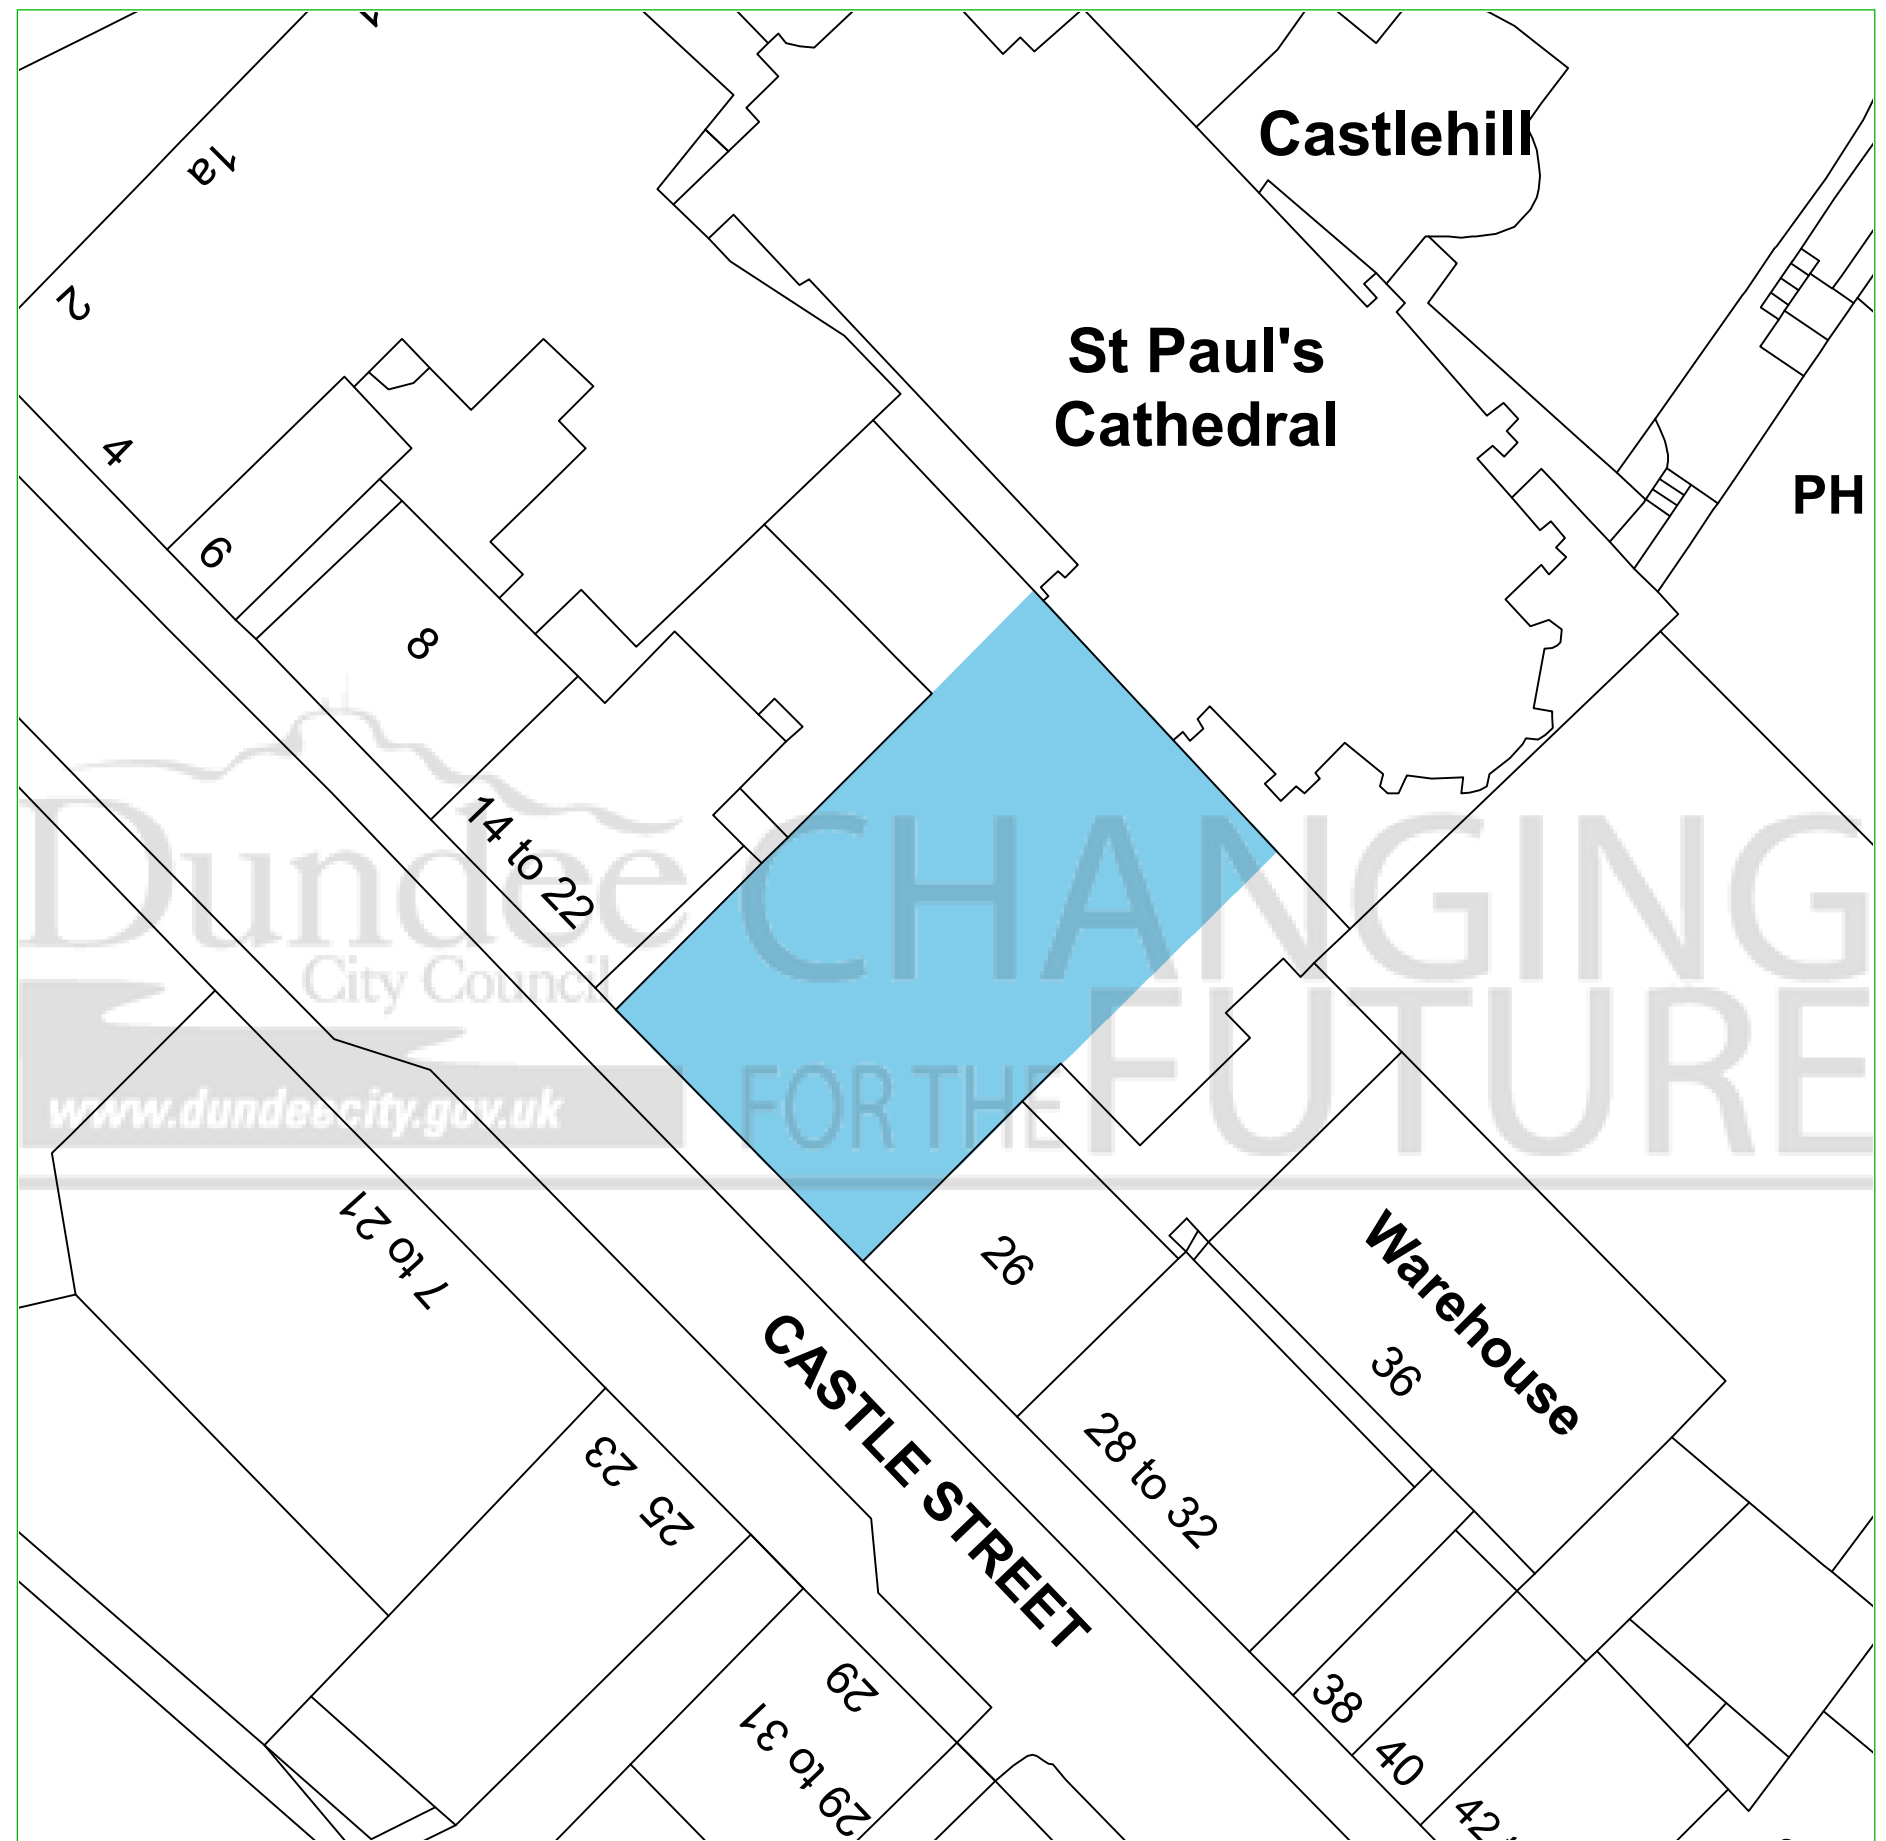 Castlehill
1a
St Paul's
Cathedral
2
4
PH
6
8
14 to 22
Dundee
City Council
www.dundeecity.gov.uk
CHANGING
FOR THE FUTURE
7 to 21
26
Warehouse
36
CASTLE STREET
28 to 32
23
25
29
29 to 31
38
40
42